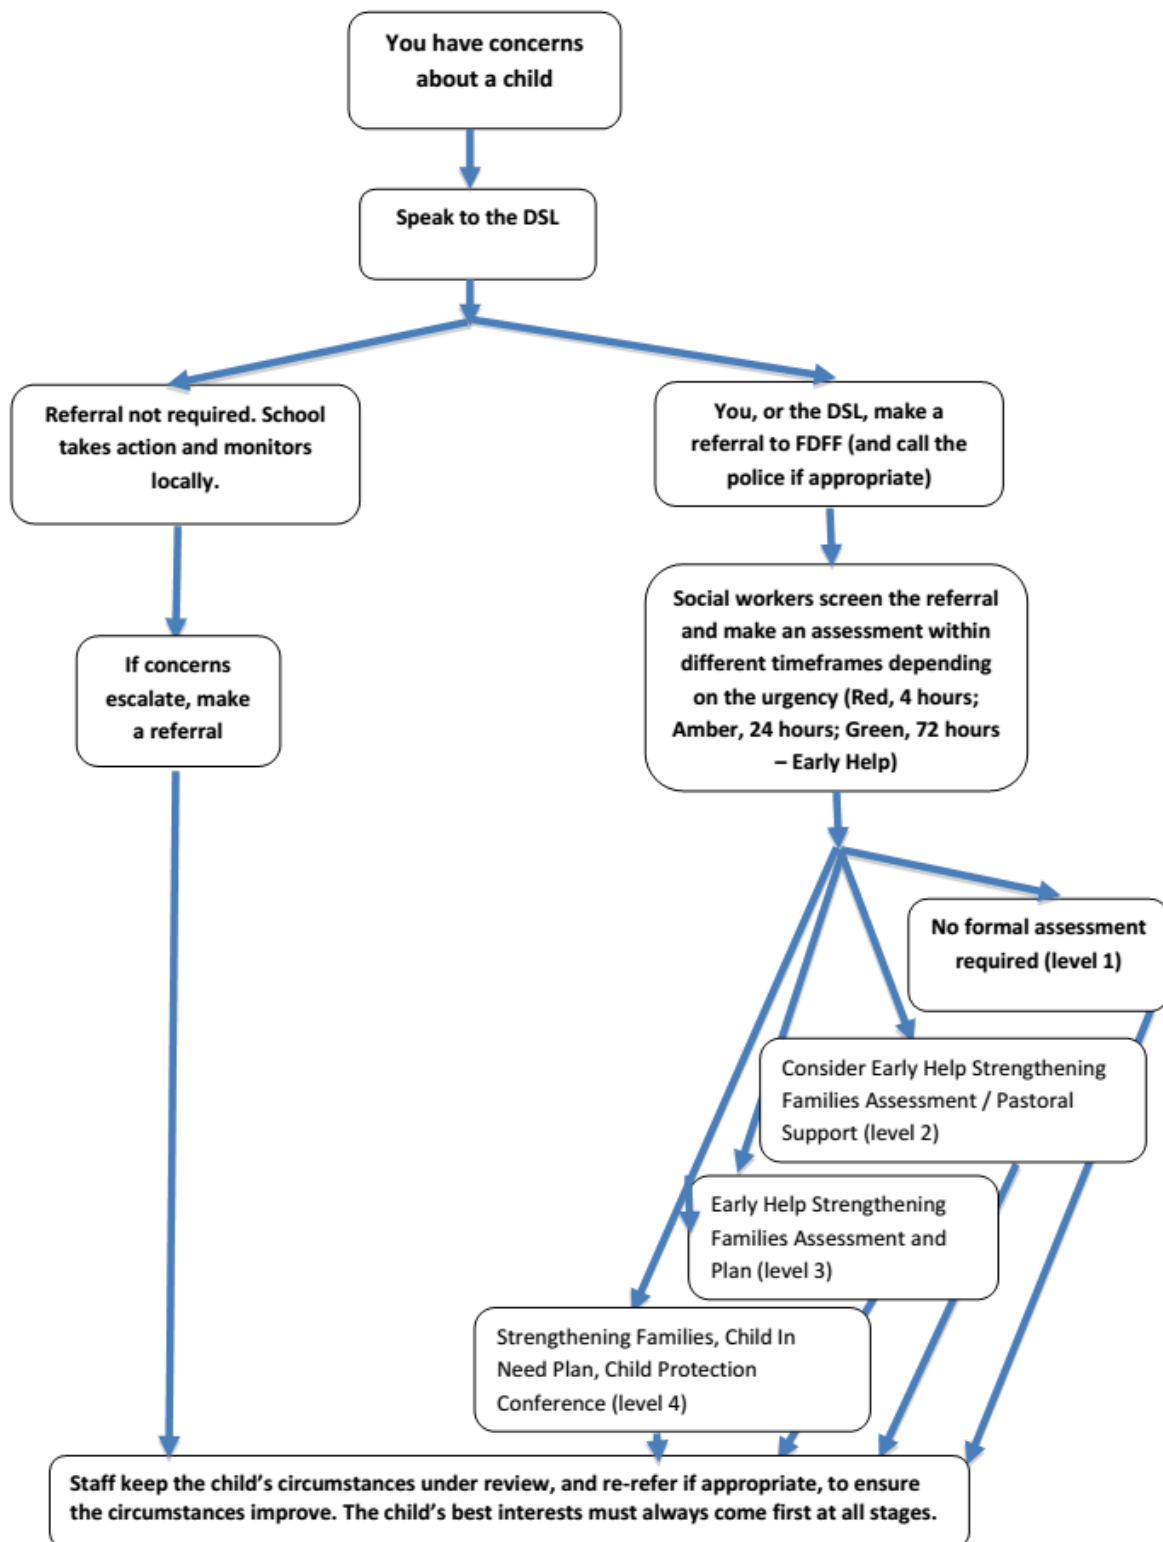 You have concerns
about a child
Speak to the DSL
Referral not required. School
takes action and monitors
locally.
If concerns
escalate, make
a referral
You, or the DSL, make a
referral to FDFF (and call the
police if appropriate)
Social workers screen the referral
and make an assessment within
different timeframes depending
on the urgency (Red, 4 hours;
Amber, 24 hours; Green, 72 hours
– Early Help)
No formal assessment
required (level 1)
Consider Early Help Strengthening
Families Assessment / Pastoral
Support (level 2)
Early Help Strengthening
Families Assessment and
Plan (level 3)
Strengthening Families, Child In
Need Plan, Child Protection
Conference (level 4)
Staff keep the child’s circumstances under review, and re-refer if appropriate, to ensure
the circumstances improve. The child’s best interests must always come first at all stages.